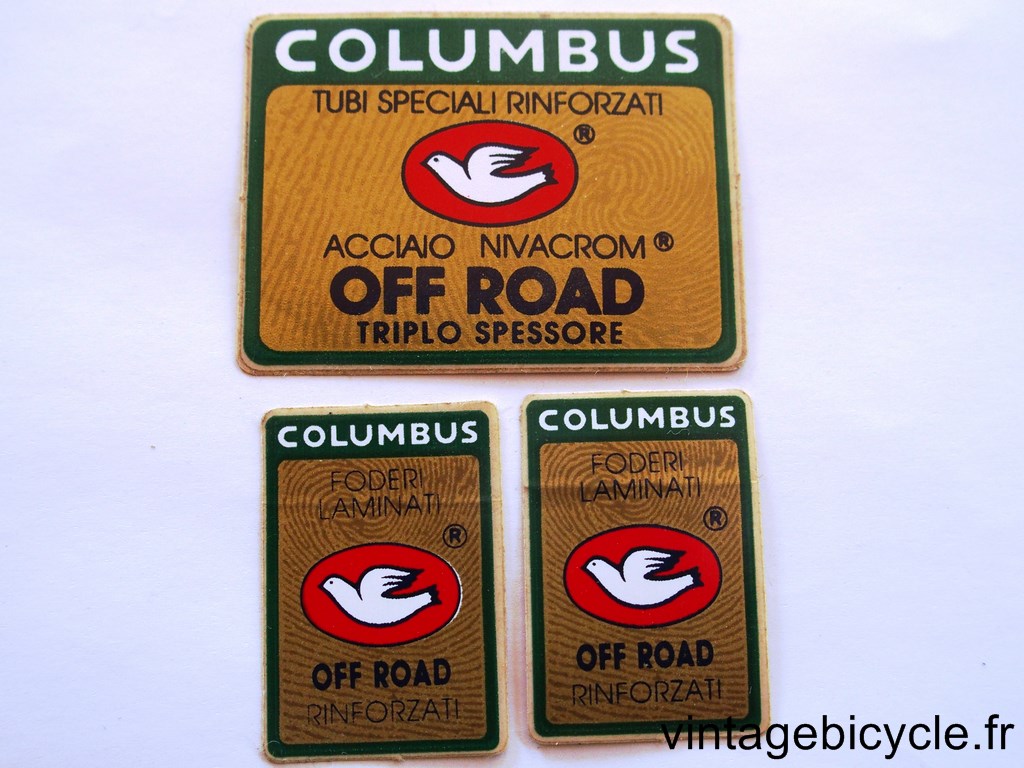 COLUMBUS
TUBI SPECIALI RINFORZATI
®
ACCIAIO NIVACROM ®
OFF ROAD
TRIPLO SPESSORE
COLUMBUS
FODERI
LAMINATI
®
OFF ROAD
RINFORZATI
COLUMBUS
FODERI
LAMINATI
®
OFF ROAD
RINFORZATI
vintagebicycle.fr